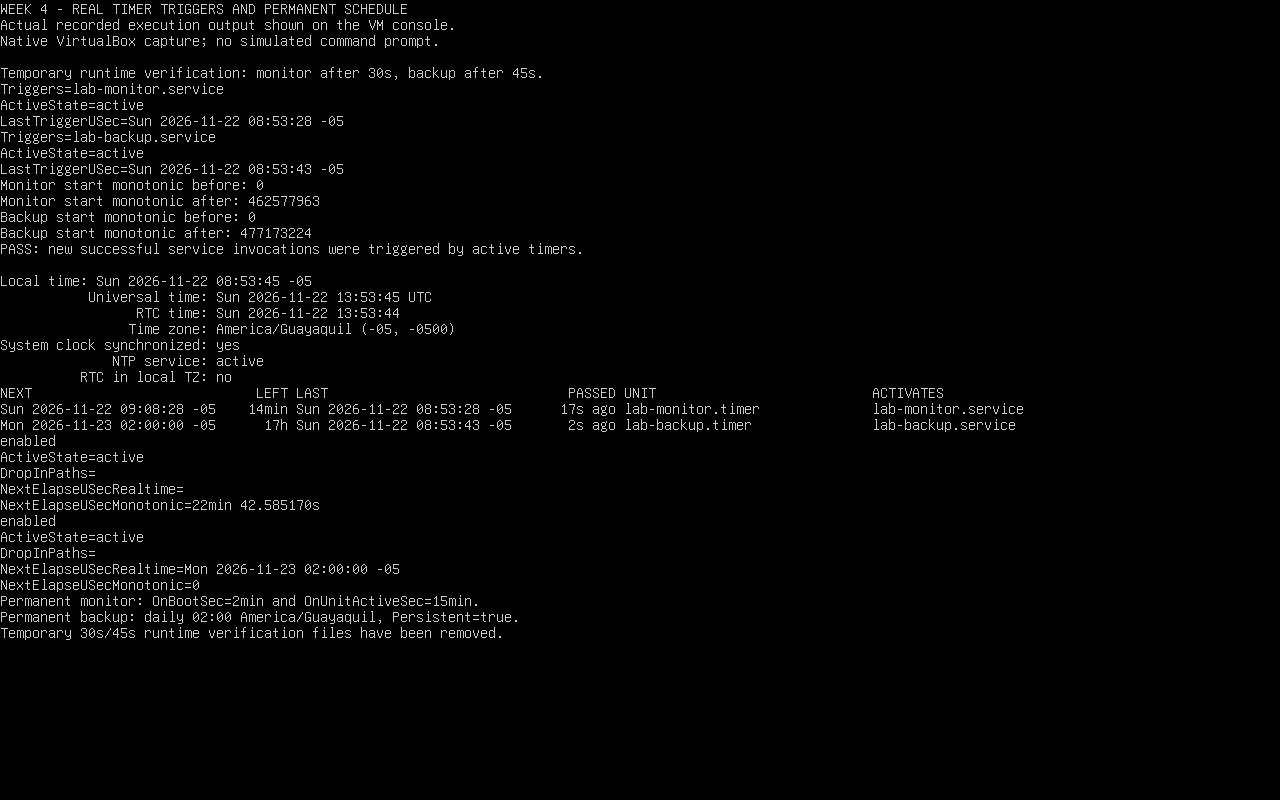 WEEK 4 - REAL TIMER TRIGGERS AND PERMANENT SCHEDULE
Actual recorded execution output shown on the VM console.
Native VirtualBox capture; no simulated command prompt.

Temporary runtime verification: monitor after 30s, backup after 45s.
Triggers=lab-monitor.service
ActiveState=active
LastTriggerUSec=Sun 2026-11-22 08:53:28 -05
Triggers=lab-backup.service
ActiveState=active
LastTriggerUSec=Sun 2026-11-22 08:53:43 -05
Monitor start monotonic before: 0
Monitor start monotonic after: 462577963
Backup start monotonic before: 0
Backup start monotonic after: 477173224
PASS: new successful service invocations were triggered by active timers.

Local time: Sun 2026-11-22 08:53:45 -05
           Universal time: Sun 2026-11-22 13:53:45 UTC
                 RTC time: Sun 2026-11-22 13:53:44
                Time zone: America/Guayaquil (-05, -0500)
System clock synchronized: yes
              NTP service: active
          RTC in local TZ: no
NEXT                            LEFT LAST                              PASSED UNIT                           ACTIVATES
Sun 2026-11-22 09:08:28 -05    14min Sun 2026-11-22 08:53:28 -05      17s ago lab-monitor.timer              lab-monitor.service
Mon 2026-11-23 02:00:00 -05      17h Sun 2026-11-22 08:53:43 -05       2s ago lab-backup.timer               lab-backup.service
enabled
ActiveState=active
DropInPaths=
NextElapseUSecRealtime=
NextElapseUSecMonotonic=22min 42.585170s
enabled
ActiveState=active
DropInPaths=
NextElapseUSecRealtime=Mon 2026-11-23 02:00:00 -05
NextElapseUSecMonotonic=0
Permanent monitor: OnBootSec=2min and OnUnitActiveSec=15min.
Permanent backup: daily 02:00 America/Guayaquil, Persistent=true.
Temporary 30s/45s runtime verification files have been removed.